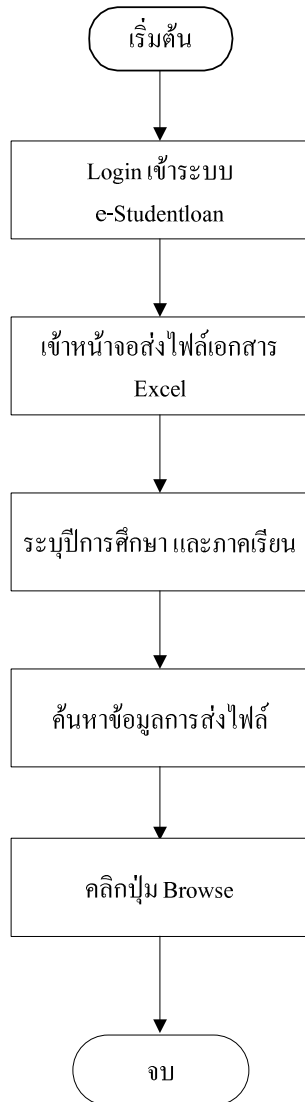 เริ่มต้น
Login เข้าระบบ
e-Studentloan
เข้าหน้าจอส่งไฟล์เอกสาร
Excel
ระบุปีการศึกษา และภาคเรียน
ค้นหาข้อมูลการส่งไฟล์
คลิกปุ่ม Browse
จบ